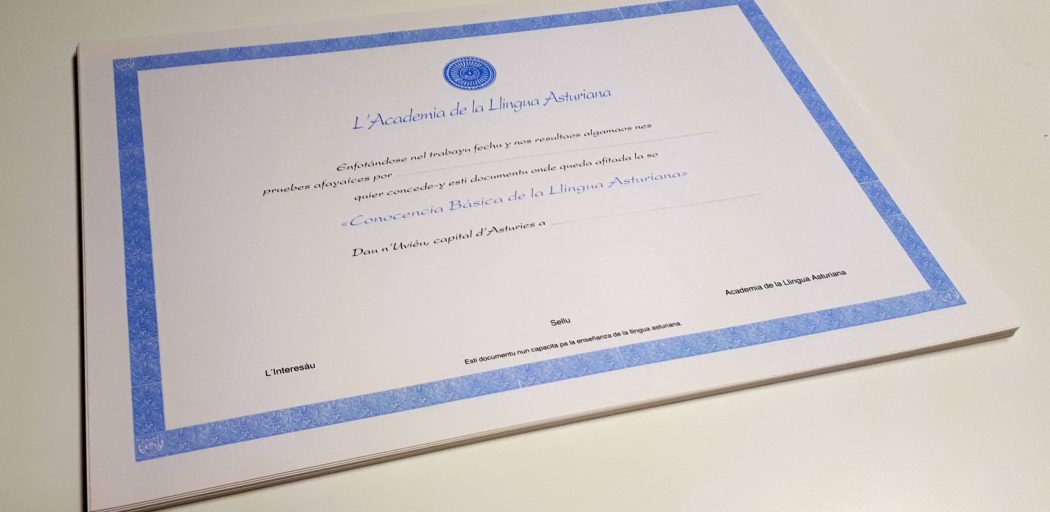 L'Academia de la Llingua Asturiana
Enfotándose nel trabayu fechu y nos resultaos algamaos nes
pruebes afayaíces por
quier concede-y esti documentu onde queda afitada la so
«Conocencia Básica de la Llingua Asturiana»
Dau n'Uviéu, capital d'Asturies a
L'Interesáu
Sellu
Academia de la Llingua Asturiana
Esti documentu nun capacita pa la enseñanza de la llingua asturiana.